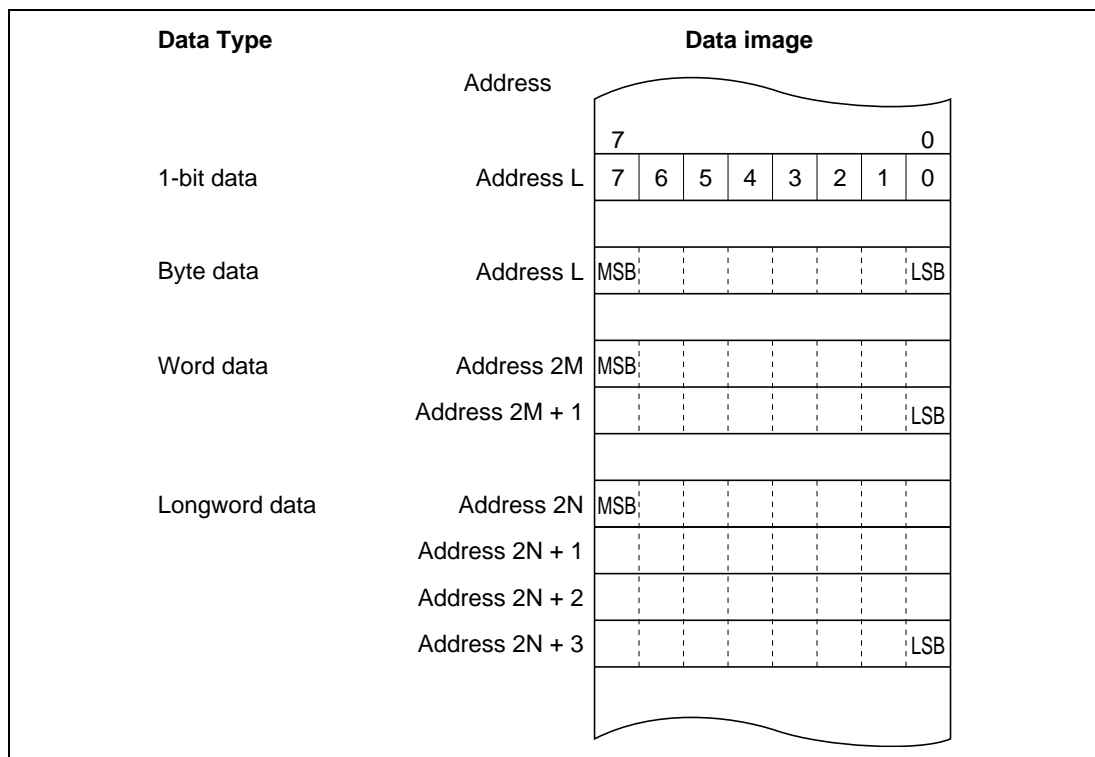 Data Type Data image
Address
7 0
1-bit data Address L 7 6 5 4 3 2 1 0
Byte data Address L MSB LSB
Word data Address 2M MSB
Address 2M + 1 LSB
Longword data Address 2N MSB
Address 2N + 1
Address 2N + 2
Address 2N + 3 LSB